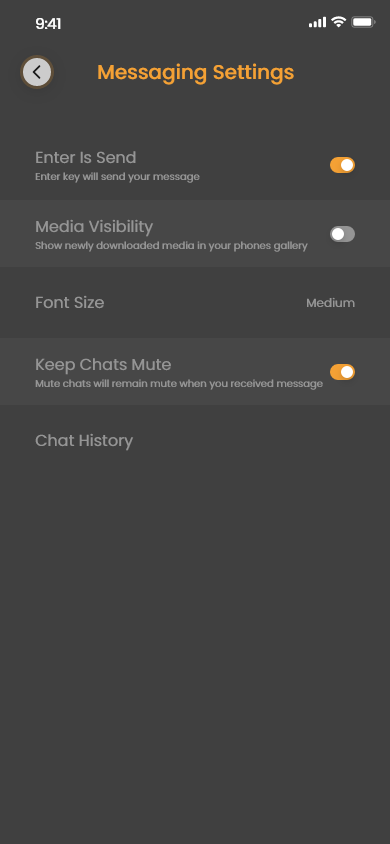 9:41
Messaging Settings
Enter Is Send
Enter key will send your message
Media Visibility
Show newly downloaded media in your phones gallery
Font Size
Medium
Keep Chats Mute
Mute chats will remain mute when you received message
Chat History